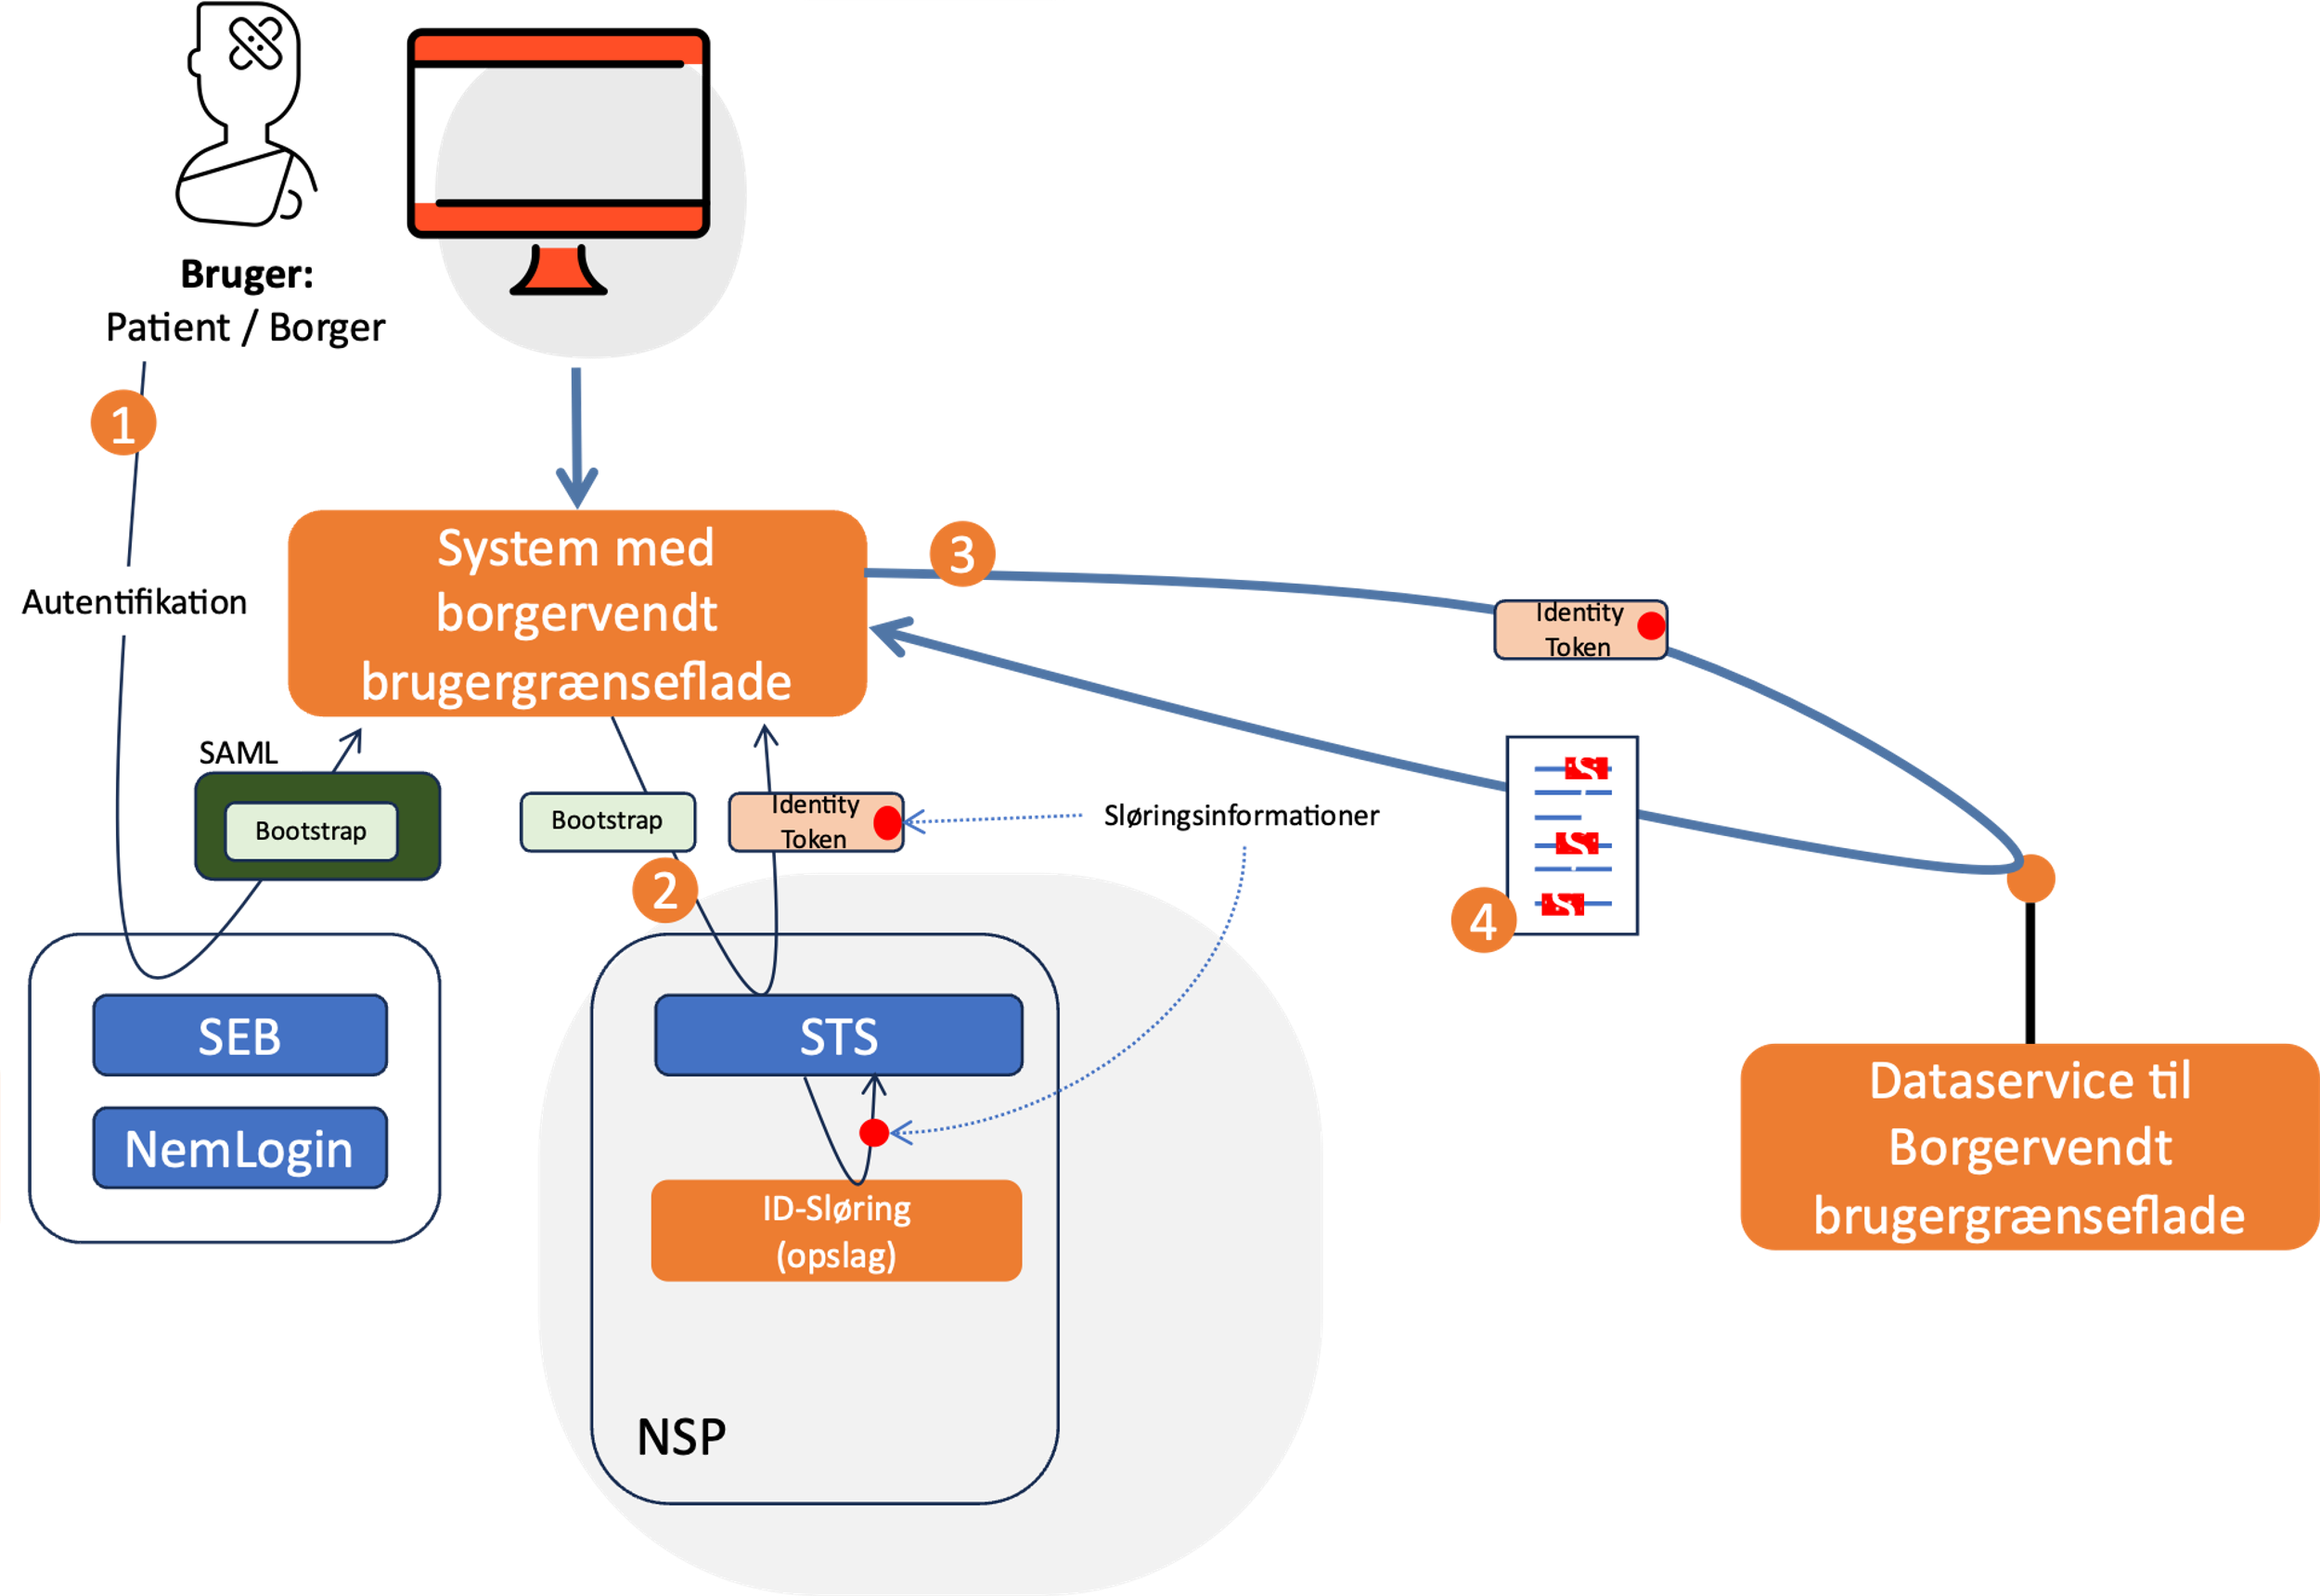 Bruger:
Patient / Borger
1
Autentifikation
System med
borgervendt
brugergrænseflade
3
Identity
Token
SAML
Bootstrap
Bootstrap
Identity
Token
Sløringsinformationer
2
S
S
S
4
SEB
NemLogin
STS
ID-Sløring
(opslag)
NSP
Dataservice til
Borgervendt
brugergrænseflade